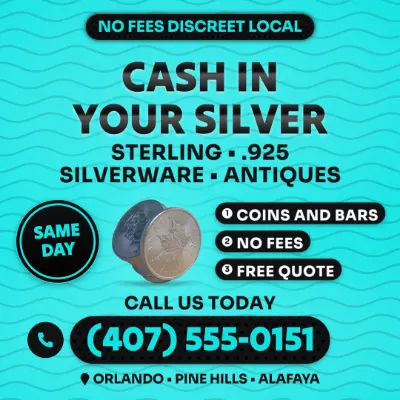 NO FEES DISCREET LOCAL
CASH IN
YOUR SILVER
STERLING ▪ .925
SILVERWARE ▪ ANTIQUES
SAME
DAY
1 COINS AND BARS
2 NO FEES
3 FREE QUOTE
CALL US TODAY
(407) 555-0151
ORLANDO ▪ PINE HILLS ▪ ALAFAYA